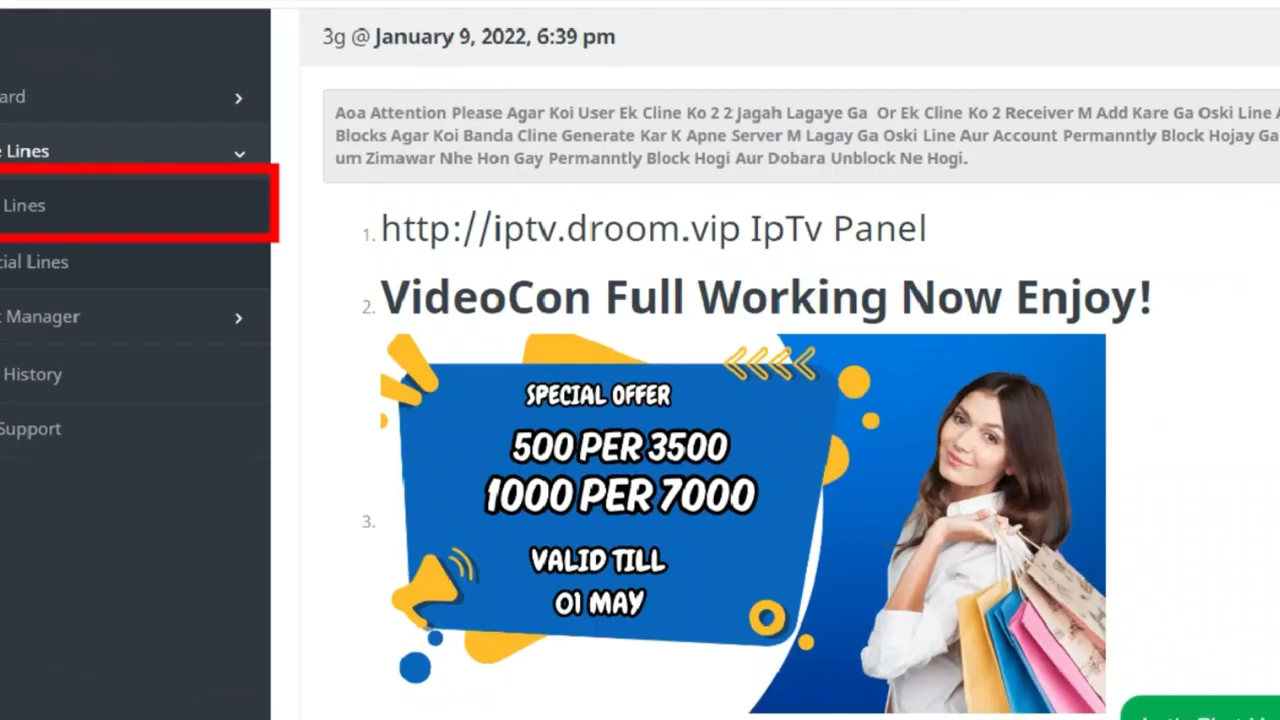 3g @ January 9, 2022, 6:39 pm
ard
Lines
Lines
cial Lines
Manager
History
Support
Aoa Attention Please Agar Koi User Ek Cline Ko 2 2 Jagah Lagaye Ga Or Ek Cline Ko 2 Receiver M Add Kare Ga Oski Line
Blocks Agar Koi Banda Cline Generate Kar K Apne Server M Lagay Ga Oski Line Aur Account Permanntly Block Hojay Ga
um Zimawar Nhe Hon Gay Permanntly Block Hogi Aur Dobara Unblock Ne Hogi.
1. http://iptv.droom.vip IpTv Panel
2. VideoCon Full Working Now Enjoy!
3.
SPECIAL OFFER
500 PER 3500
1000 PER 7000
VALID TILL
01 MAY